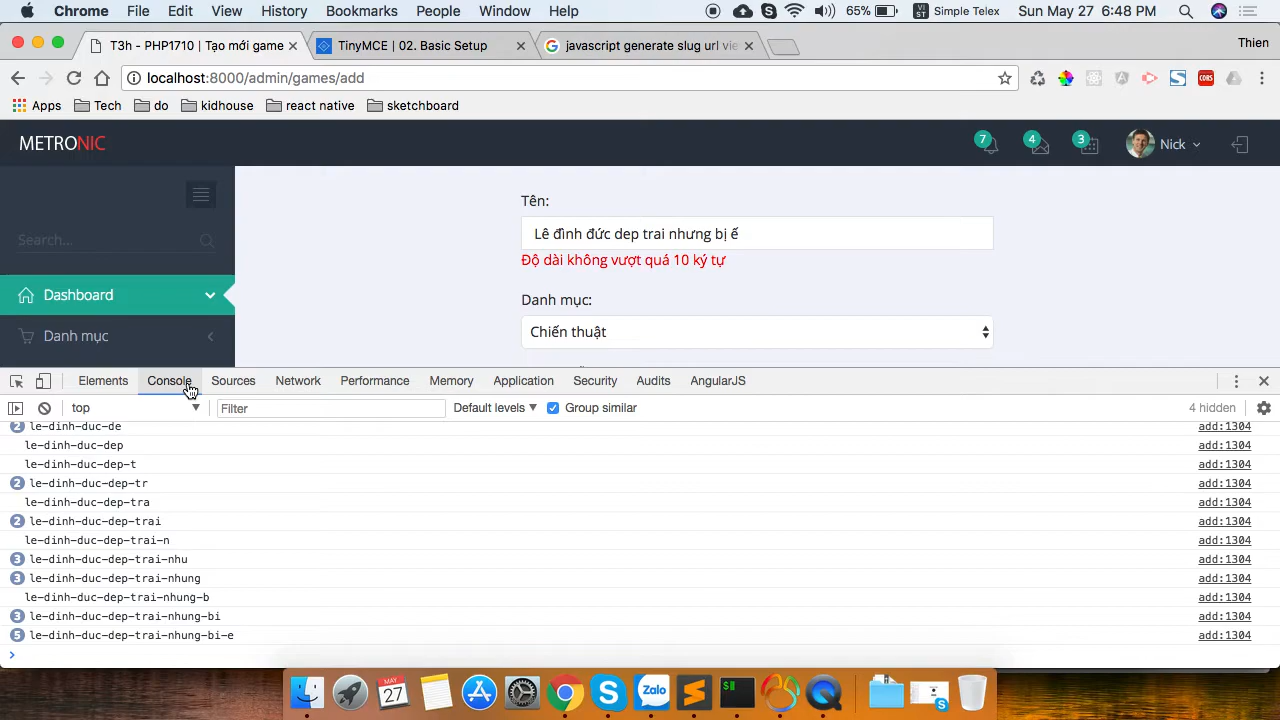 Chrome File Edit View History Bookmarks People Window Help 65% VI ST Simple Telex Sun May 27 6:48 PM
T3h - PHP1710 | Tạo mới game TinyMCE | 02. Basic Setup javascript generate slug url vie Thien
localhost:8000/admin/games/add
Apps Tech do kidhouse react native sketchboard
METRONIC 7 4 3 Nick
Tên:
Search...
Lê đình đức dep trai nhưng bị ế
Độ dài không vượt quá 10 ký tự
Dashboard
Danh mục:
Danh mục
Chiến thuật
Elements Console Sources Network Performance Memory Application Security Audits AngularJS
top Filter Default levels Group similar 4 hidden
2 le-dinh-duc-de add:1304
le-dinh-duc-dep add:1304
le-dinh-duc-dep-t add:1304
2 le-dinh-duc-dep-tr add:1304
le-dinh-duc-dep-tra add:1304
2 le-dinh-duc-dep-trai add:1304
le-dinh-duc-dep-trai-n add:1304
3 le-dinh-duc-dep-trai-nhu add:1304
3 le-dinh-duc-dep-trai-nhung add:1304
le-dinh-duc-dep-trai-nhung-b add:1304
3 le-dinh-duc-dep-trai-nhung-bi add:1304
5 le-dinh-duc-dep-trai-nhung-bi-e add:1304
MAY
27
Zalo